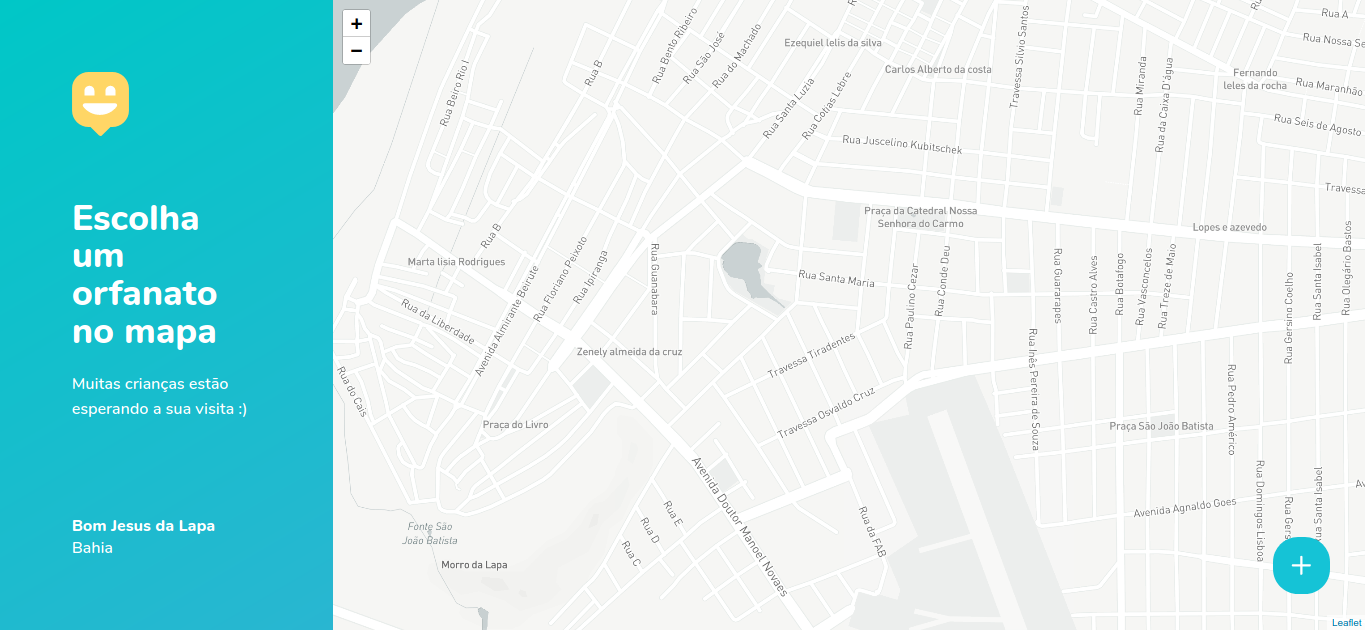 Escolha
um
orfanato
no mapa
Muitas crianças estão
esperando a sua visita :)
Bom Jesus da Lapa
Bahia
+
−
Rua Beiro Rio I
Rua B
Rua Bento Ribeiro
Rua São José
Rua do Machado
Ezequiel lelis da silva
Carlos Alberto da costa
Travessa Silvio Santos
Rua A
Rua Nossa Se
Fernando
leles da rocha
Rua Maranhão
Rua Miranda
Rua da Caixa D'água
Rua Seis de Agosto
Rua Santa Luzia
Rua Cotias Lebre
Rua Juscelino Kubitschek
Travessa
Praça da Catedral Nossa
Senhora do Carmo
Lopes e azevedo
Rua B
Marta lisia Rodrigues
Rua Floriano Peixoto
Rua Ipiranga
Rua Guanabara
Rua Santa Maria
Rua Paulino Cezar
Rua Conde Deu
Rua Guararapes
Rua Castro Alves
Rua Botafogo
Rua Vasconcelos
Rua Treze de Maio
Rua Gersino Coelho
Rua Santa Isabel
Rua Olegário Bastos
Rua da Liberdade
Avenida Almirante Beirute
Zenely almeida da cruz
Travessa Tiradentes
Rua do Cais
Travessa Osvaldo Cruz
Rua Inês Pereira de Souza
Rua Pedro Américo
Praça do Livro
Praça São João Batista
Avenida Doutor Manoel Novaes
Rua Domingos Lisboa
Rua Gers
Rua Santa Isabel
Av
Avenida Agnaldo Goes
Fonte São
João Batista
Rua E
Rua D
Rua C
Rua da FAB
Morro da Lapa
+
Leaflet